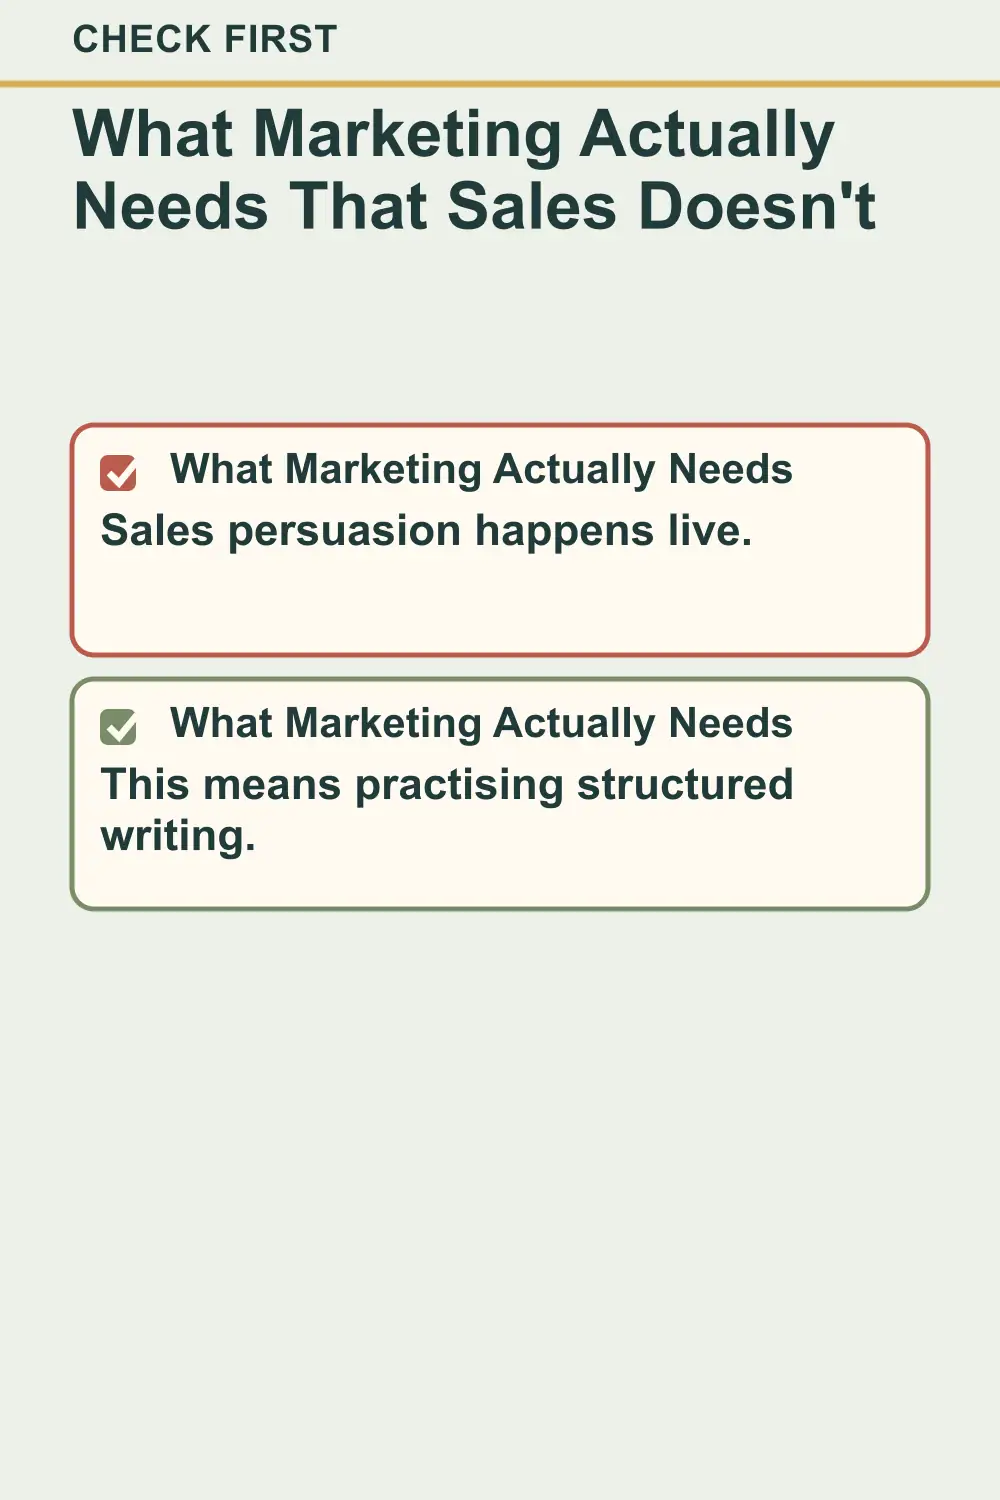 CHECK FIRST
What Marketing Actually
Needs That Sales Doesn't
What Marketing Actually Needs
Sales persuasion happens live.
What Marketing Actually Needs
This means practising structured
writing.